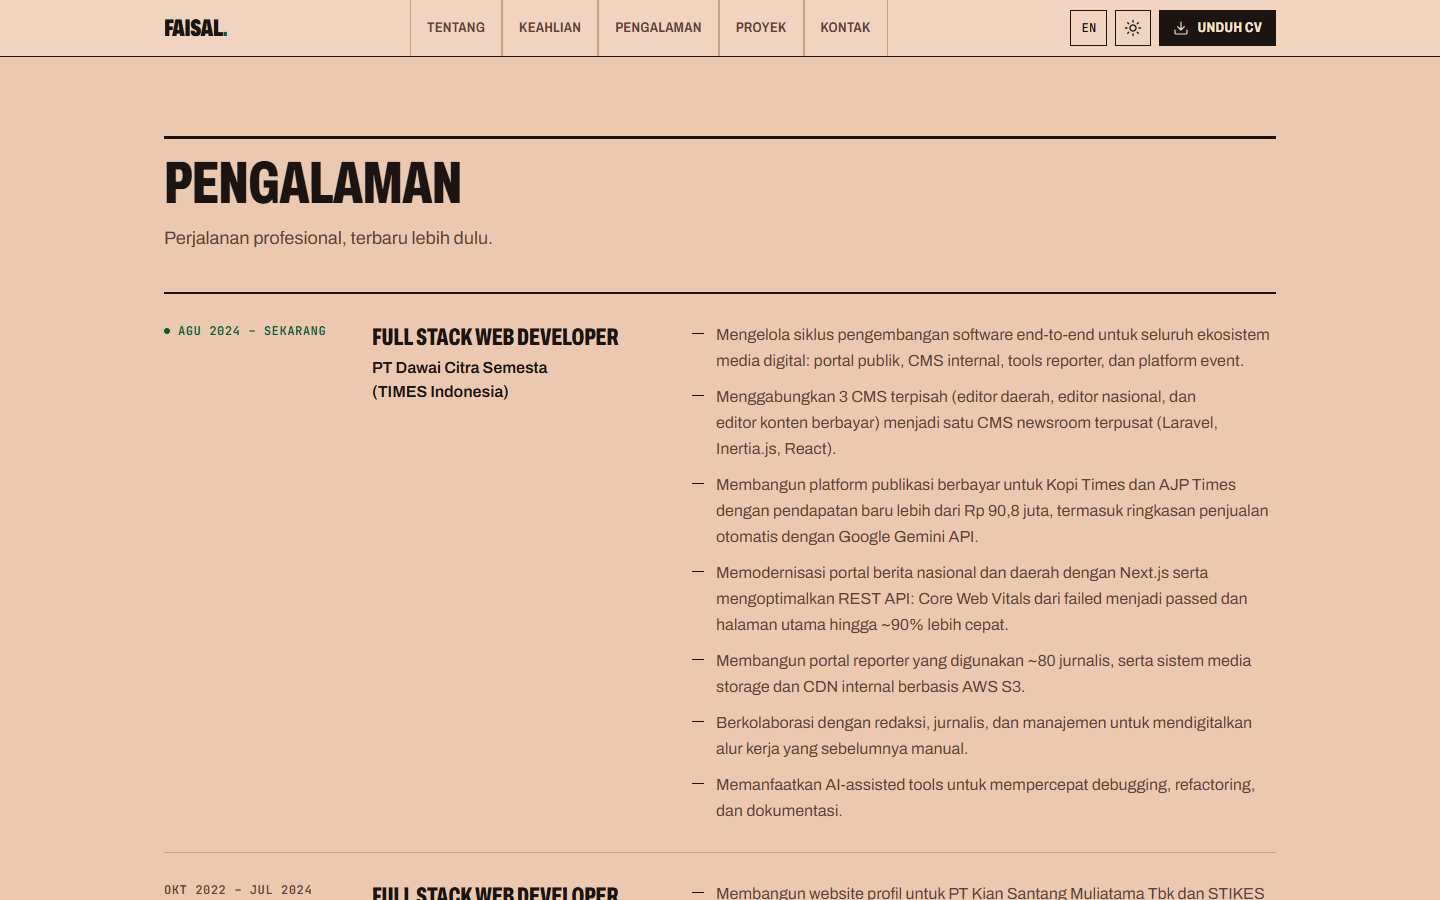 FAISAL.
TENTANG
KEAHLIAN
PENGALAMAN
PROYEK
KONTAK
EN
UNDUH CV
PENGALAMAN
Perjalanan profesional, terbaru lebih dulu.
AGU 2024 – SEKARANG
FULL STACK WEB DEVELOPER
PT Dawai Citra Semesta
(TIMES Indonesia)
— Mengelola siklus pengembangan software end-to-end untuk seluruh ekosistem
media digital: portal publik, CMS internal, tools reporter, dan platform event.
— Menggabungkan 3 CMS terpisah (editor daerah, editor nasional, dan
editor konten berbayar) menjadi satu CMS newsroom terpusat (Laravel,
Inertia.js, React).
— Membangun platform publikasi berbayar untuk Kopi Times dan AJP Times
dengan pendapatan baru lebih dari Rp 90,8 juta, termasuk ringkasan penjualan
otomatis dengan Google Gemini API.
— Memodernisasi portal berita nasional dan daerah dengan Next.js serta
mengoptimalkan REST API: Core Web Vitals dari failed menjadi passed dan
halaman utama hingga ~90% lebih cepat.
— Membangun portal reporter yang digunakan ~80 jurnalis, serta sistem media
storage dan CDN internal berbasis AWS S3.
— Berkolaborasi dengan redaksi, jurnalis, dan manajemen untuk mendigitalkan
alur kerja yang sebelumnya manual.
— Memanfaatkan AI-assisted tools untuk mempercepat debugging, refactoring,
dan dokumentasi.
OKT 2022 – JUL 2024
FULL STACK WEB DEVELOPER
— Membangun website profil untuk PT Kian Santang Muliatama Tbk dan STIKES